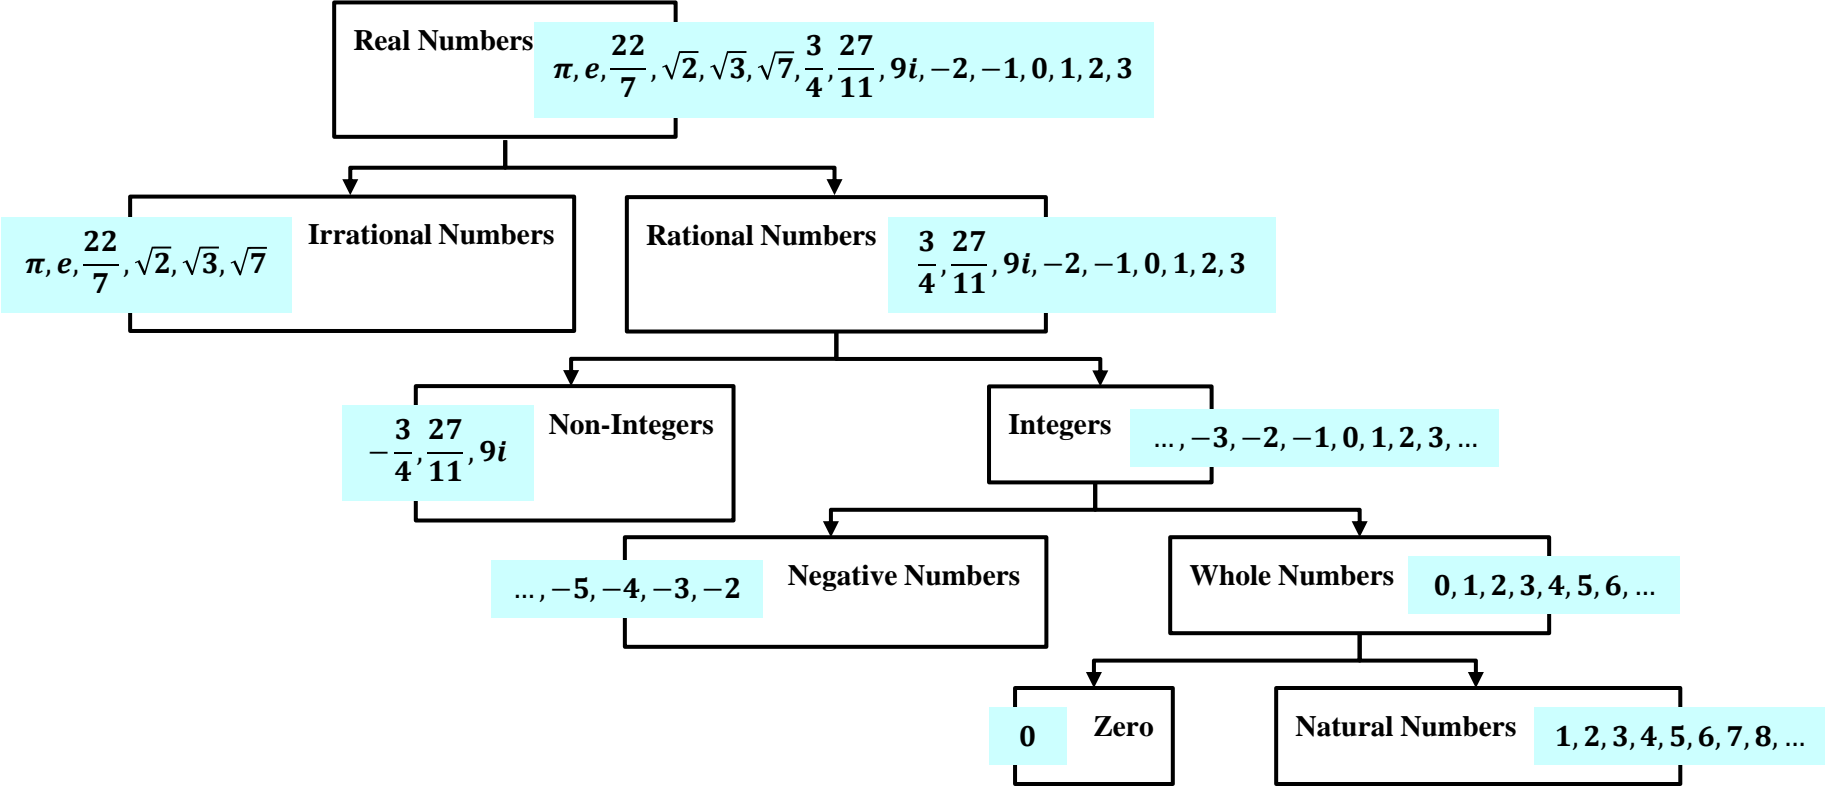 Real Numbers
π, e, 22/7, √2, √3, √7, 3/4, 27/11, 9i, −2, −1, 0, 1, 2, 3
π, e, 22/7, √2, √3, √7
Irrational Numbers
Rational Numbers
3/4, 27/11, 9i, −2, −1, 0, 1, 2, 3
−3/4, 27/11, 9i
Non-Integers
Integers
…, −3, −2, −1, 0, 1, 2, 3, …
…, −5, −4, −3, −2
Negative Numbers
Whole Numbers
0, 1, 2, 3, 4, 5, 6, …
0
Zero
Natural Numbers
1, 2, 3, 4, 5, 6, 7, 8, …